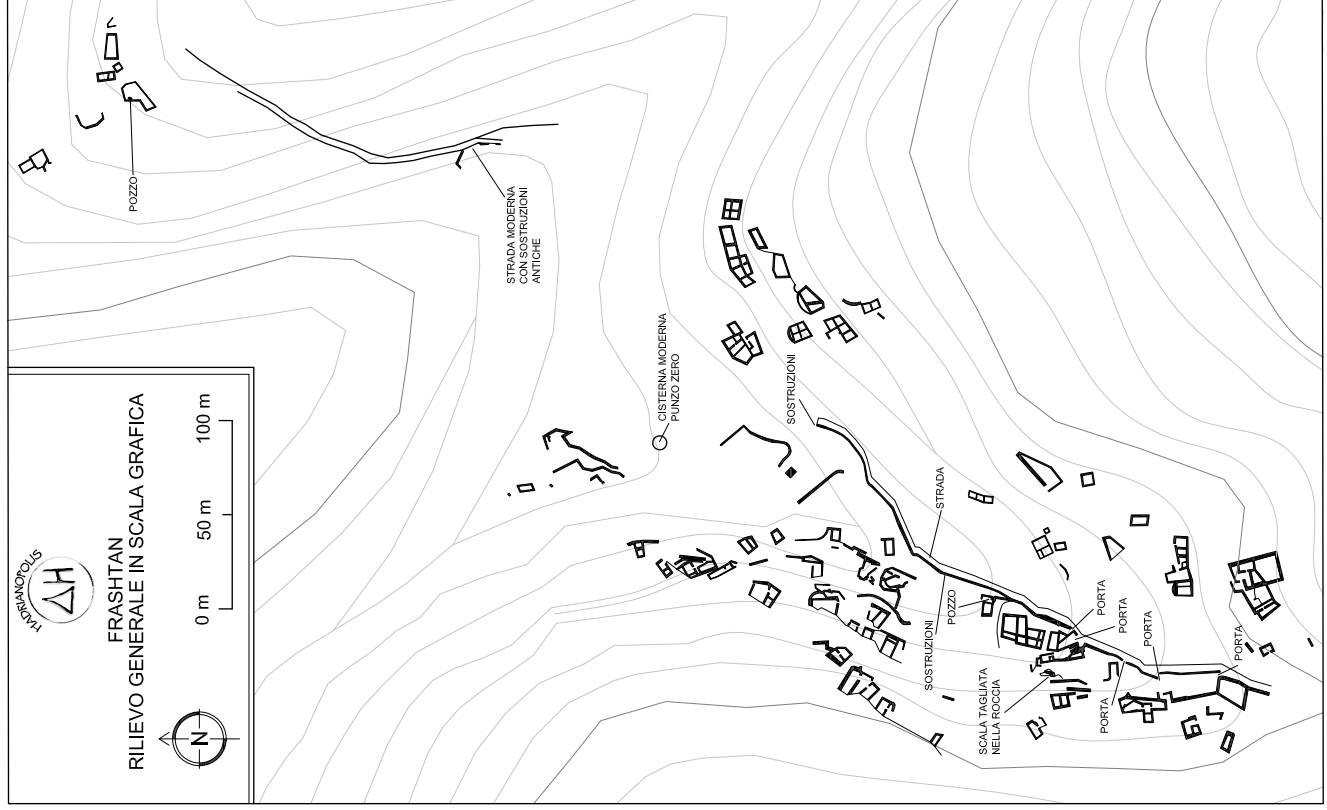 HADRIANOPOLIS
FRASHTAN
RILIEVO GENERALE IN SCALA GRAFICA
0 m
50 m
100 m
N
POZZO
STRADA MODERNA
CON SOSTRUZIONI
ANTICHE
CISTERNA MODERNA
PUNZO ZERO
SOSTRUZIONI
STRADA
POZZO
SOSTRUZIONI
SCALA TAGLIATA
NELLA ROCCIA
PORTA
PORTA
PORTA
PORTA
PORTA